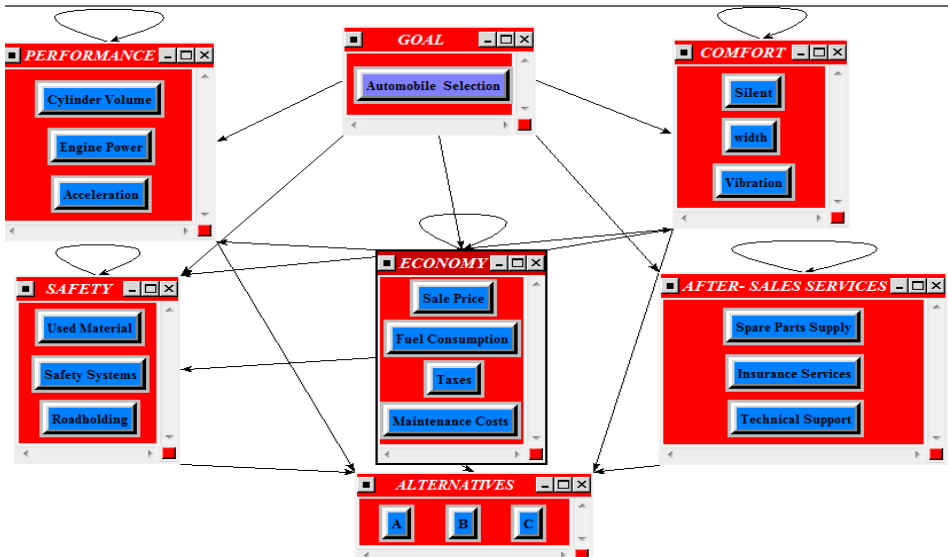 PERFORMANCE
Cylinder Volume
Engine Power
Acceleration
GOAL
Automobile Selection
COMFORT
Silent
width
Vibration
SAFETY
Used Material
Safety Systems
Roadholding
ECONOMY
Sale Price
Fuel Consumption
Taxes
Maintenance Costs
AFTER- SALES SERVICES
Spare Parts Supply
Insurance Services
Technical Support
ALTERNATIVES
A
B
C